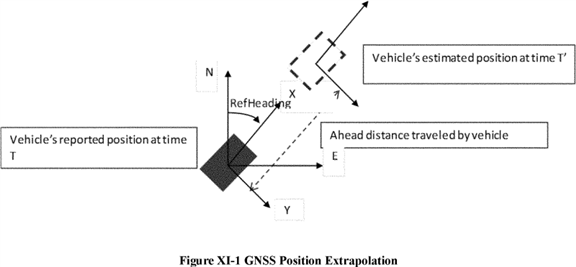 N
Vehicle's estimated position at time T'
X
RefHeading
Vehicle's reported position at time
T
Ahead distance traveled by vehicle
E
Y
Figure XI-1 GNSS Position Extrapolation